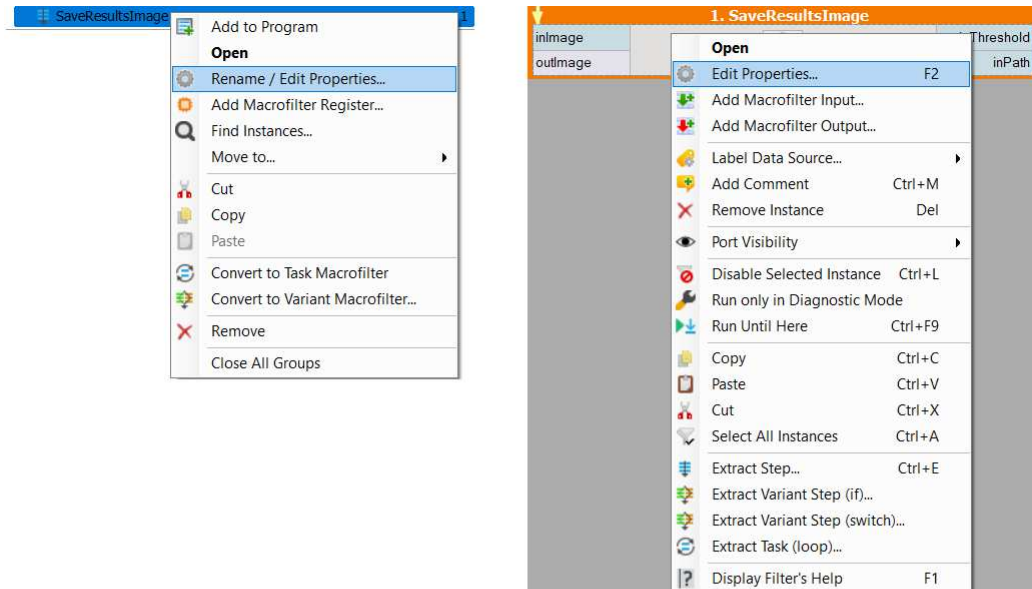 SaveResultsImage 1
Add to Program
Open
Rename / Edit Properties...
Add Macrofilter Register...
Find Instances...
Move to...
Cut
Copy
Paste
Convert to Task Macrofilter
Convert to Variant Macrofilter...
Remove
Close All Groups
1. SaveResultsImage
inImage
Threshold
outImage
inPath
Open
Edit Properties... F2
Add Macrofilter Input...
Add Macrofilter Output...
Label Data Source...
Add Comment Ctrl+M
Remove Instance Del
Port Visibility
Disable Selected Instance Ctrl+L
Run only in Diagnostic Mode
Run Until Here Ctrl+F9
Copy Ctrl+C
Paste Ctrl+V
Cut Ctrl+X
Select All Instances Ctrl+A
Extract Step... Ctrl+E
Extract Variant Step (if)...
Extract Variant Step (switch)...
Extract Task (loop)...
Display Filter's Help F1